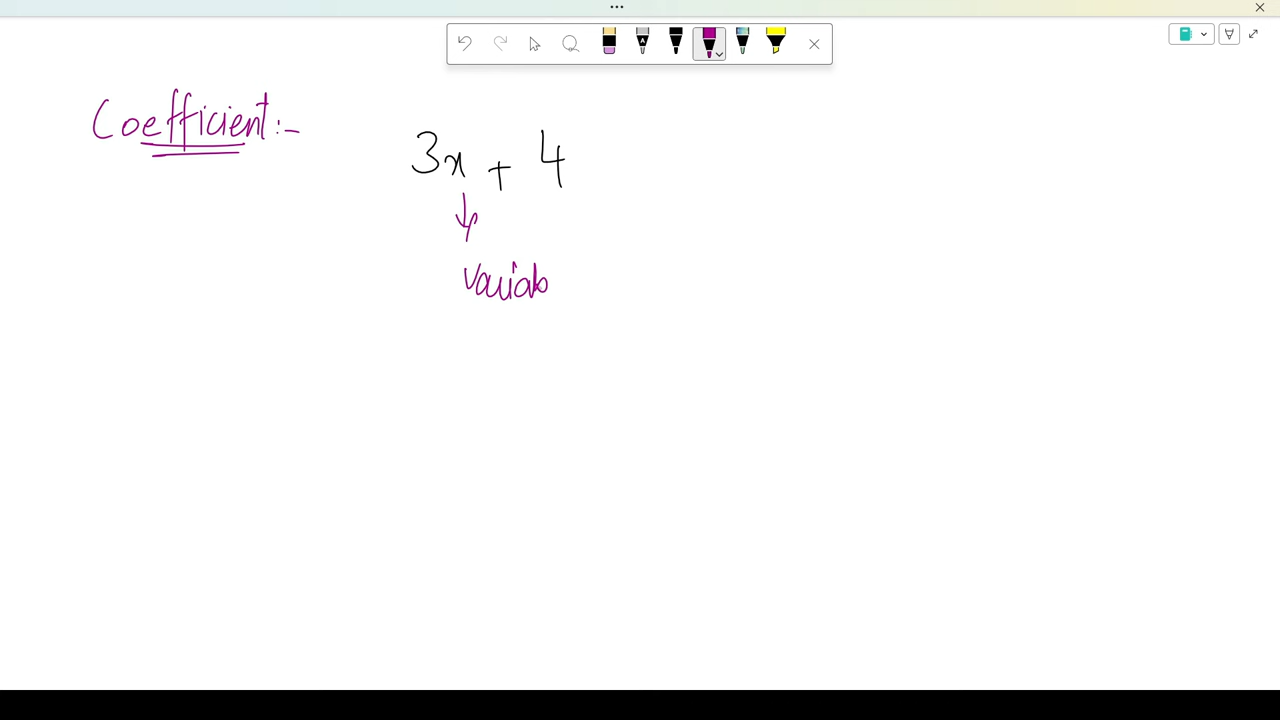 Coefficient:-
3x + 4
variab